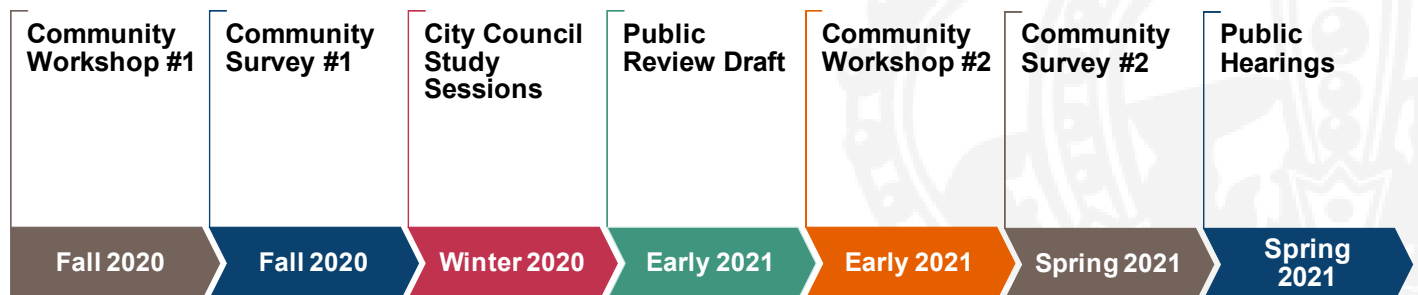 Community
Workshop #1
Community
Survey #1
City Council
Study
Sessions
Public
Review Draft
Community
Workshop #2
Community
Survey #2
Public
Hearings
Fall 2020
Fall 2020
Winter 2020
Early 2021
Early 2021
Spring 2021
Spring
2021